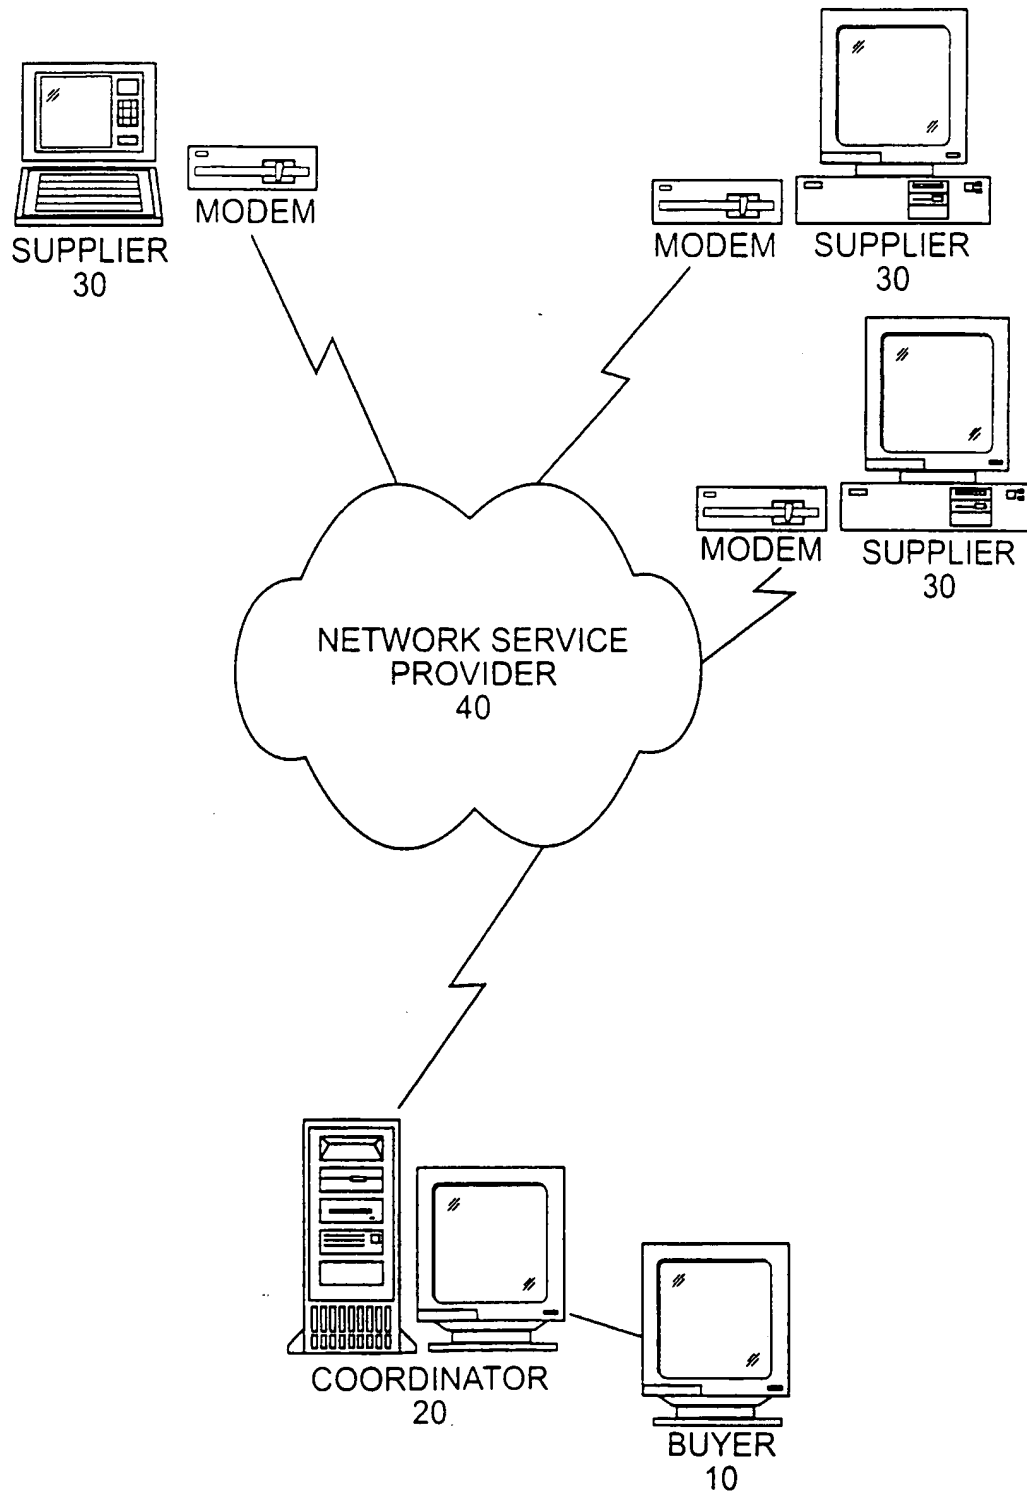 MODEM
SUPPLIER
30
MODEM
SUPPLIER
30
MODEM
SUPPLIER
30
NETWORK SERVICE
PROVIDER
40
COORDINATOR
20
BUYER
10